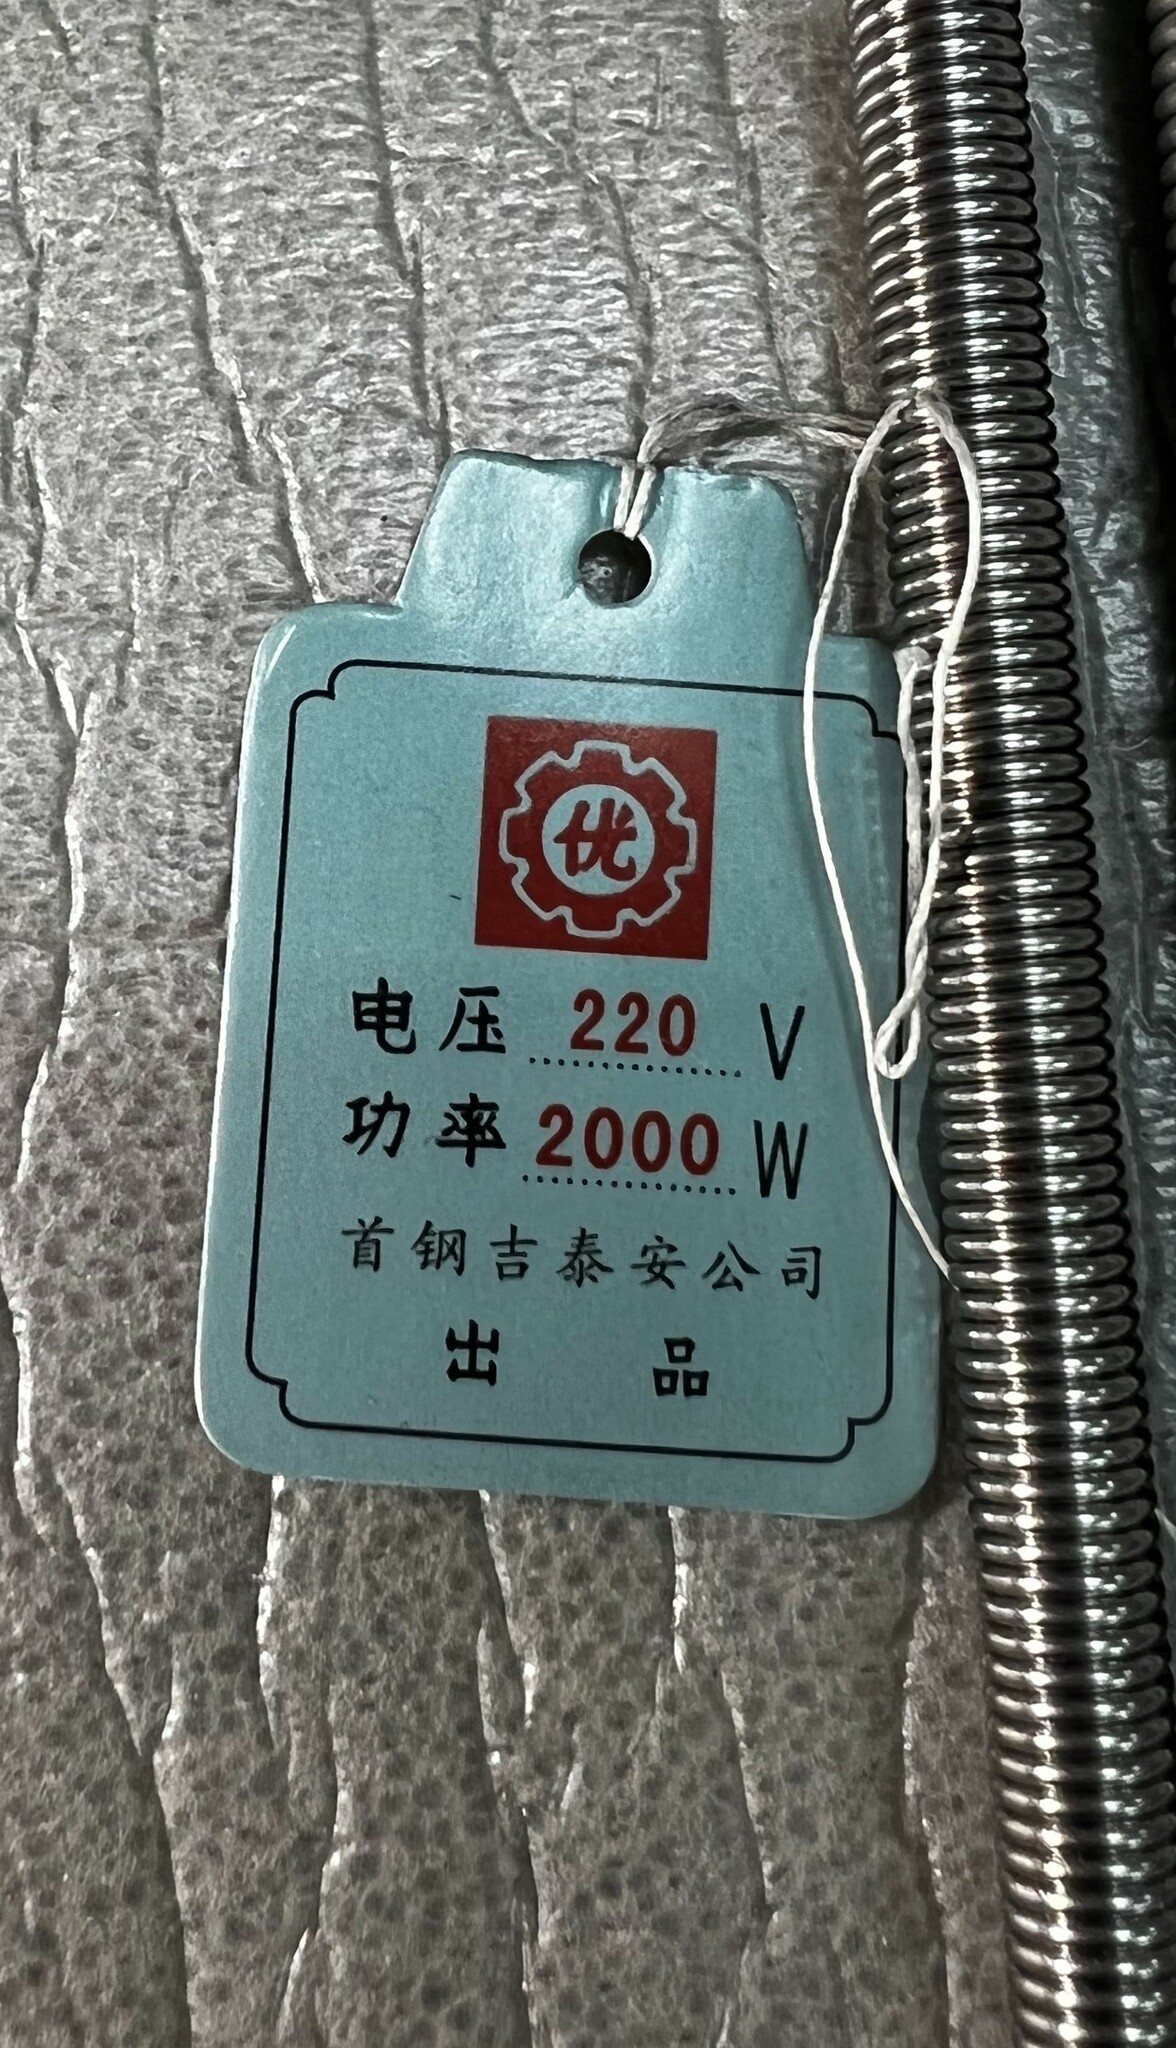 优
电压 220 V
功率 2000 W
首钢吉泰安公司
出 品